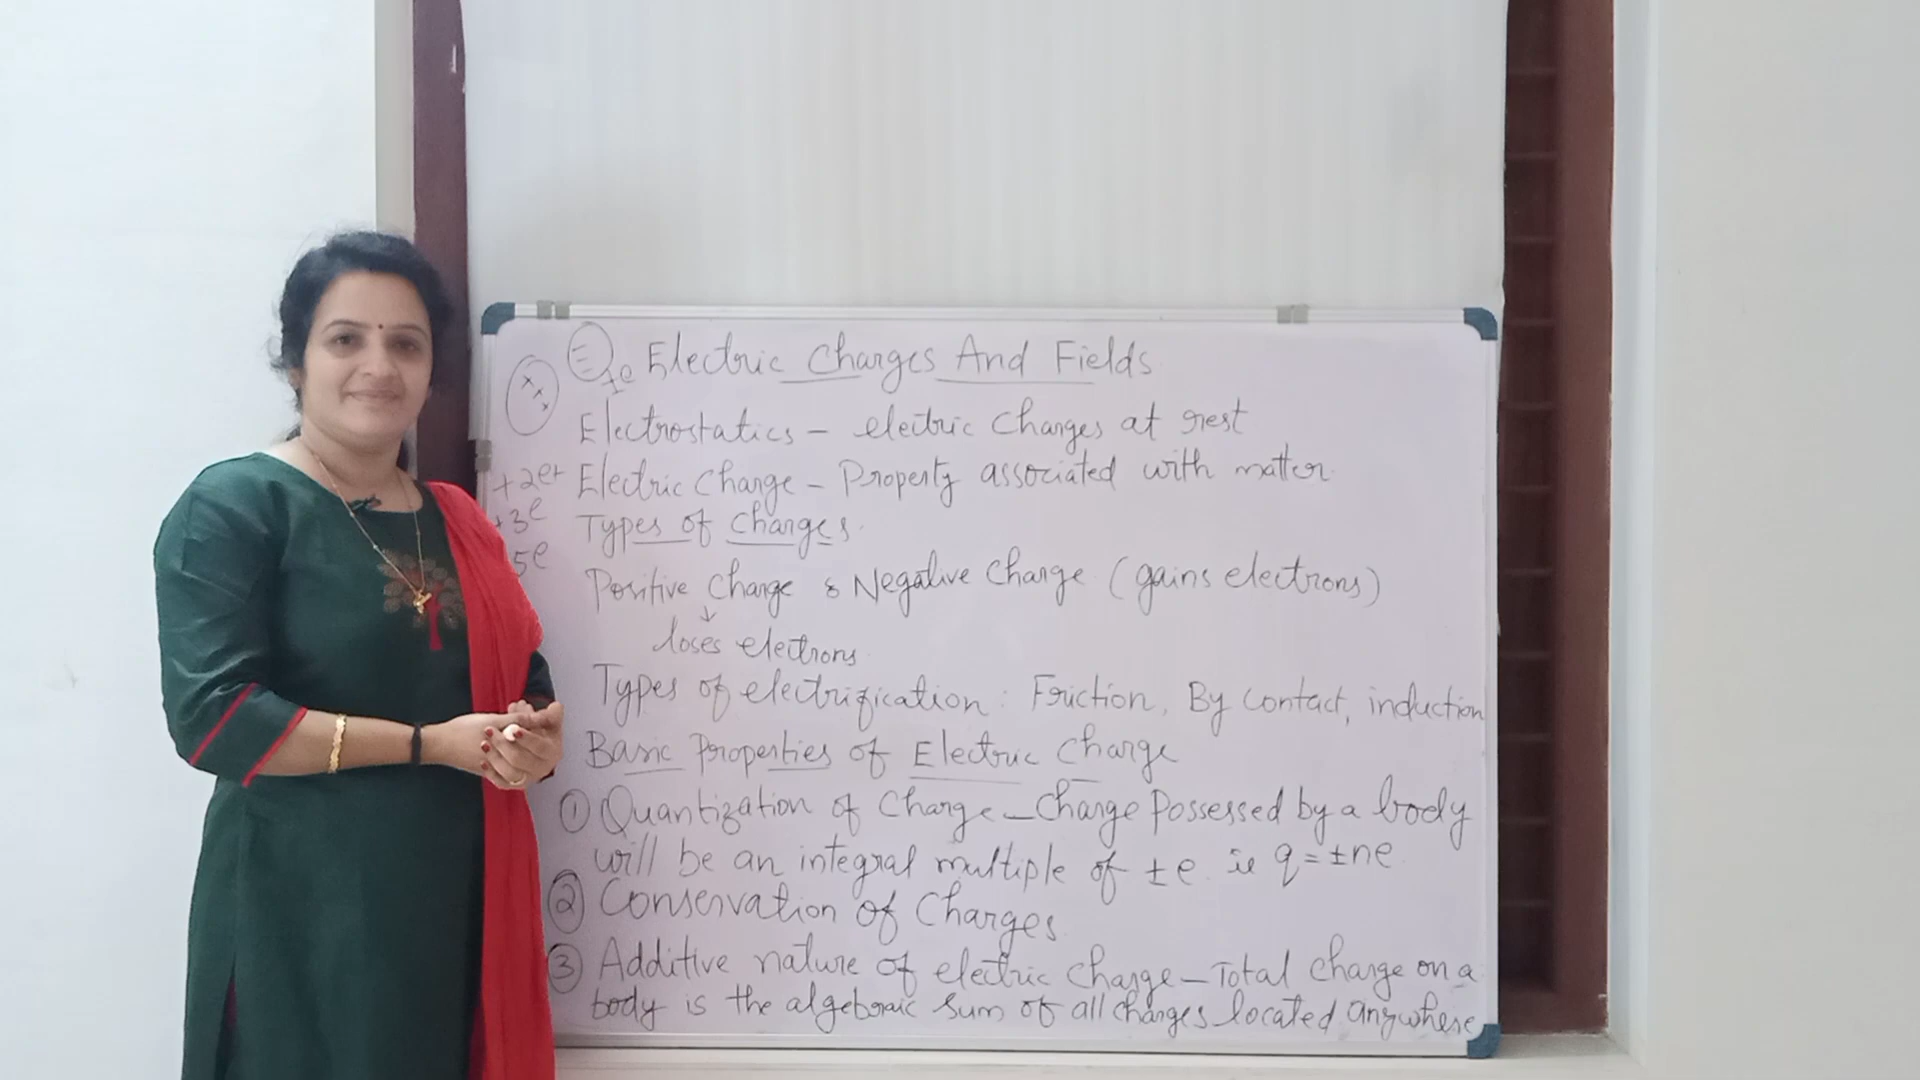 Electric Charges And Fields
±e
Electrostatics - electric charges at rest
+2e+ Electric charge - Property associated with matter
+3e Types of charges.
5e
Positive charge & Negative charge (gains electrons)
↓
loses electrons
Types of electrification : Friction, By contact, induction
Basic Properties of Electric Charge
① Quantization of charge - Charge possessed by a body
will be an integral multiple of ±e ie q = ±ne
② Conservation of Charges
③ Additive nature of electric charge - Total charge on a
body is the algebraic sum of all charges located anywhere